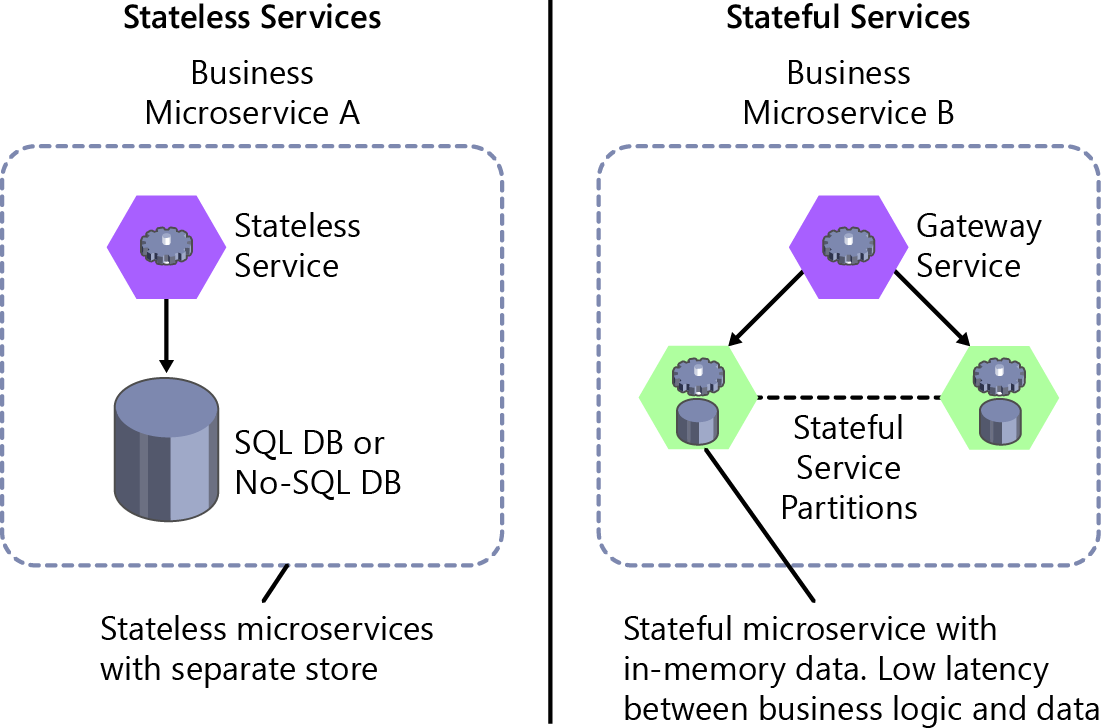 Stateless Services
Business
Microservice A
Stateless
Service
SQL DB or
No-SQL DB
Stateless microservices
with separate store
Stateful Services
Business
Microservice B
Gateway
Service
Stateful
Service
Partitions
Stateful microservice with
in-memory data. Low latency
between business logic and data